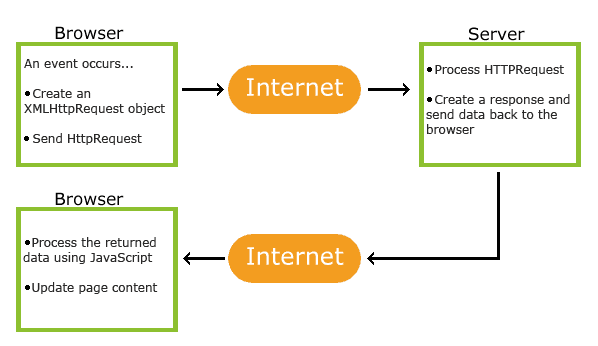 Browser
An event occurs...
•Create an
XMLHttpRequest object
• Send HttpRequest
Internet
Server
•Process HTTPRequest
•Create a response and
send data back to the
browser
Browser
•Process the returned
data using JavaScript
•Update page content
Internet